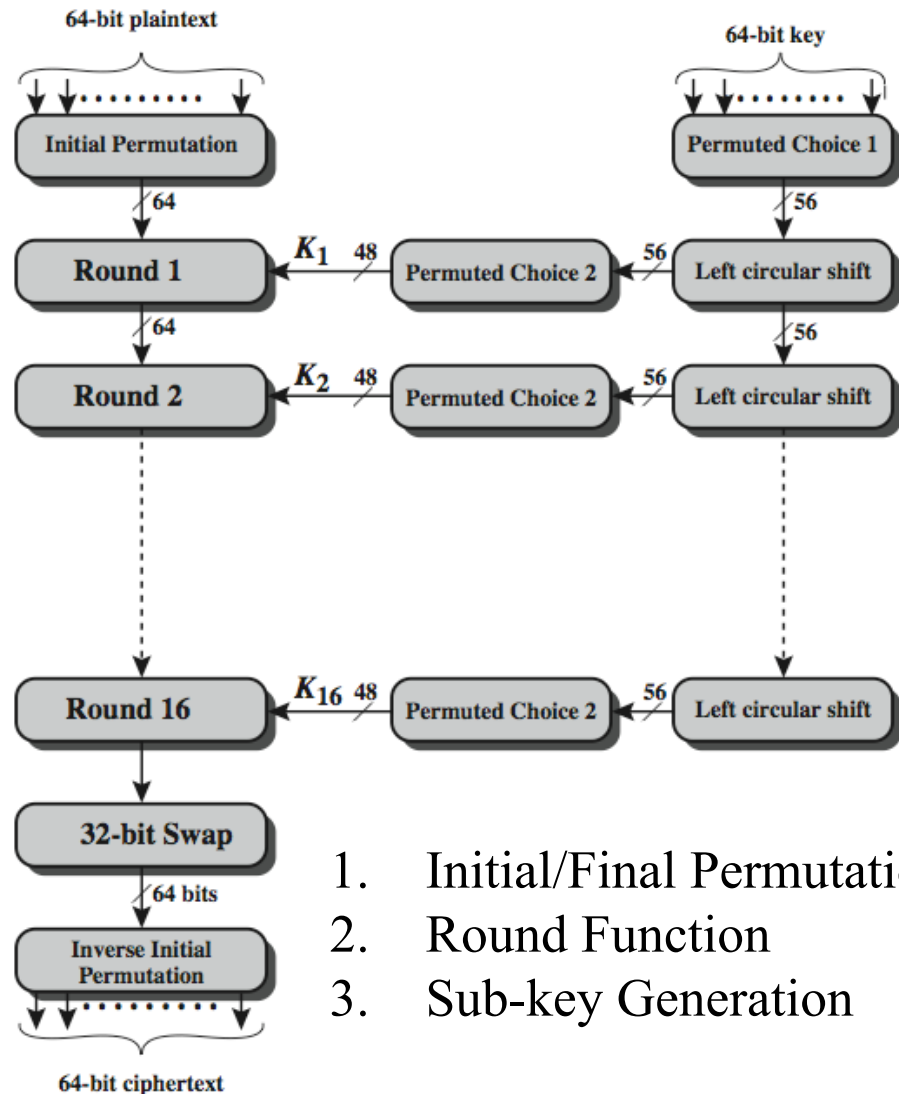 64-bit plaintext
64-bit key
Initial Permutation
Permuted Choice 1
64
56
Round 1
K1
48
Permuted Choice 2
56
Left circular shift
64
56
Round 2
K2
48
Permuted Choice 2
56
Left circular shift
Round 16
K16
48
Permuted Choice 2
56
Left circular shift
32-bit Swap
64 bits
Inverse Initial
Permutation
64-bit ciphertext
1. Initial/Final
2. Round Function
3. Sub-key Generation